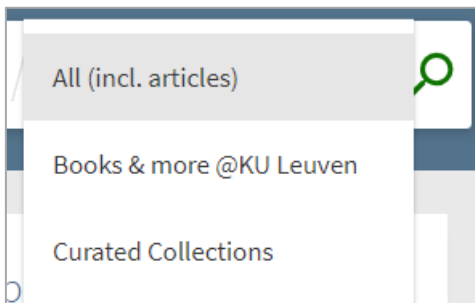 All (incl. articles)
Books & more @KU Leuven
Curated Collections